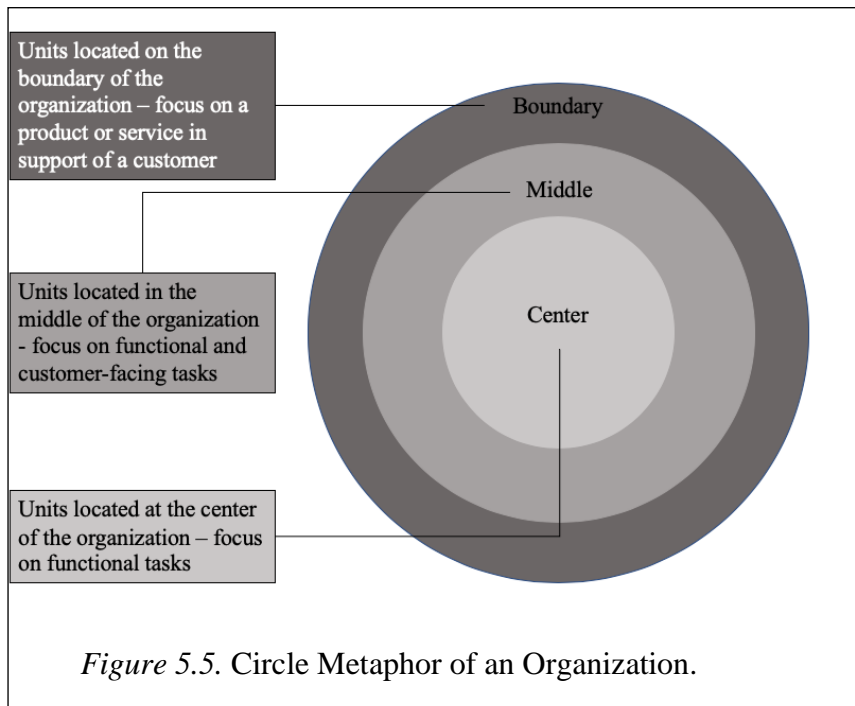 Units located on the
boundary of the
organization – focus on a
product or service in
support of a customer
Boundary
Middle
Units located in the
middle of the organization
- focus on functional and
customer-facing tasks
Center
Units located at the center
of the organization – focus
on functional tasks
Figure 5.5. Circle Metaphor of an Organization.